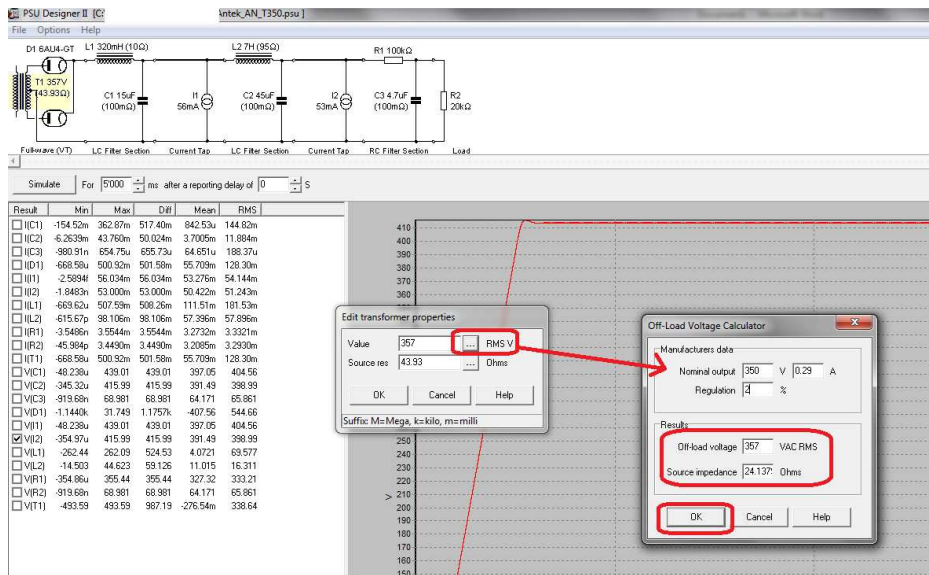 PSU Designer II [C: \ntek_AN_T350.psu ]
File Options Help
D1 6AU4-GT L1 320mH (10Ω) L2 7H (95Ω) R1 100kΩ
T1 357V
(43.93Ω)
C1 15uF I1 C2 45uF I2 C3 4.7uF R2
(100mΩ) 56mA (100mΩ) 53mA (100mΩ) 20kΩ
Full-wave (VT) LC Filter Section Current Tap LC Filter Section Current Tap RC Filter Section Load
Simulate For 5'000 ms after a reporting delay of 0 S
Result Min Max Diff Mean RMS
I(C1) -154.52m 362.87m 517.40m 842.53u 144.82m
I(C2) -6.2639m 43.760m 50.024m 3.7005m 11.884m
I(C3) -980.91n 654.75u 655.73u 64.651u 188.37u
I(D1) -668.58u 500.92m 501.58m 55.709m 128.30m
I(I1) -2.5894f 56.034m 56.034m 53.276m 54.144m
I(I2) -1.8483n 53.000m 53.000m 50.422m 51.243m
I(L1) -669.62u 507.59m 508.26m 111.51m 181.53m
I(L2) -615.67p 98.106m 98.106m 57.396m 57.896m
I(R1) -3.5486n 3.5544m 3.5544m 3.2732m 3.3321m
I(R2) -45.984p 3.4490m 3.4490m 3.2085m 3.2930m
I(T1) -668.58u 500.92m 501.58m 55.709m 128.30m
V(C1) -48.238u 439.01 439.01 397.05 404.56
V(C2) -345.32u 415.99 415.99 391.49 398.99
V(C3) -919.68n 68.981 68.981 64.171 65.861
V(D1) -1.1440k 31.749 1.1757k -407.56 544.66
V(I1) -48.238u 439.01 439.01 397.05 404.56
V(I2) -354.97u 415.99 415.99 391.49 398.99
V(L1) -262.44 262.09 524.53 4.0721 69.577
V(L2) -14.503 44.623 59.126 11.015 16.311
V(R1) -354.86u 355.44 355.44 327.32 333.21
V(R2) -919.68n 68.981 68.981 64.171 65.861
V(T1) -493.59 493.59 987.19 -276.54m 338.64
410
400
390
380
370
360
250
240
230
220
V 210
200
190
180
170
160
150
Edit transformer properties
Value 357 ... RMS V
Source res 43.93 ... Ohms
OK Cancel Help
Suffix: M=Mega, k=kilo, m=milli
Off-Load Voltage Calculator
Manufacturers data
Nominal output 350 V 0.29 A
Regulation 2 %
Results
Off-load voltage 357 VAC RMS
Source impedance 24.137 Ohms
OK Cancel Help